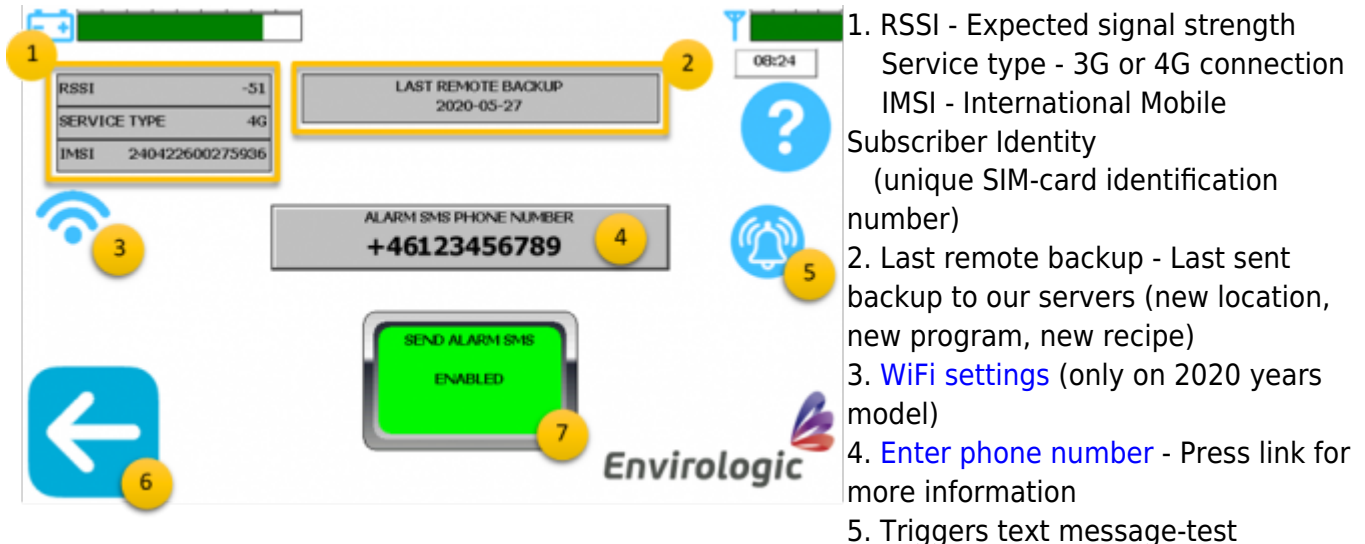 1
RSSI -51
SERVICE TYPE 4G
IMSI 240422600275936
LAST REMOTE BACKUP
2020-05-27
2
08:24
?
3
ALARM SMS PHONE NUMBER
+46123456789
4
5
SEND ALARM SMS
ENABLED
7
6
Envirologic
1. RSSI - Expected signal strength
Service type - 3G or 4G connection
IMSI - International Mobile
Subscriber Identity
(unique SIM-card identification
number)
2. Last remote backup - Last sent
backup to our servers (new location,
new program, new recipe)
3. WiFi settings (only on 2020 years
model)
4. Enter phone number - Press link for
more information
5. Triggers text message-test